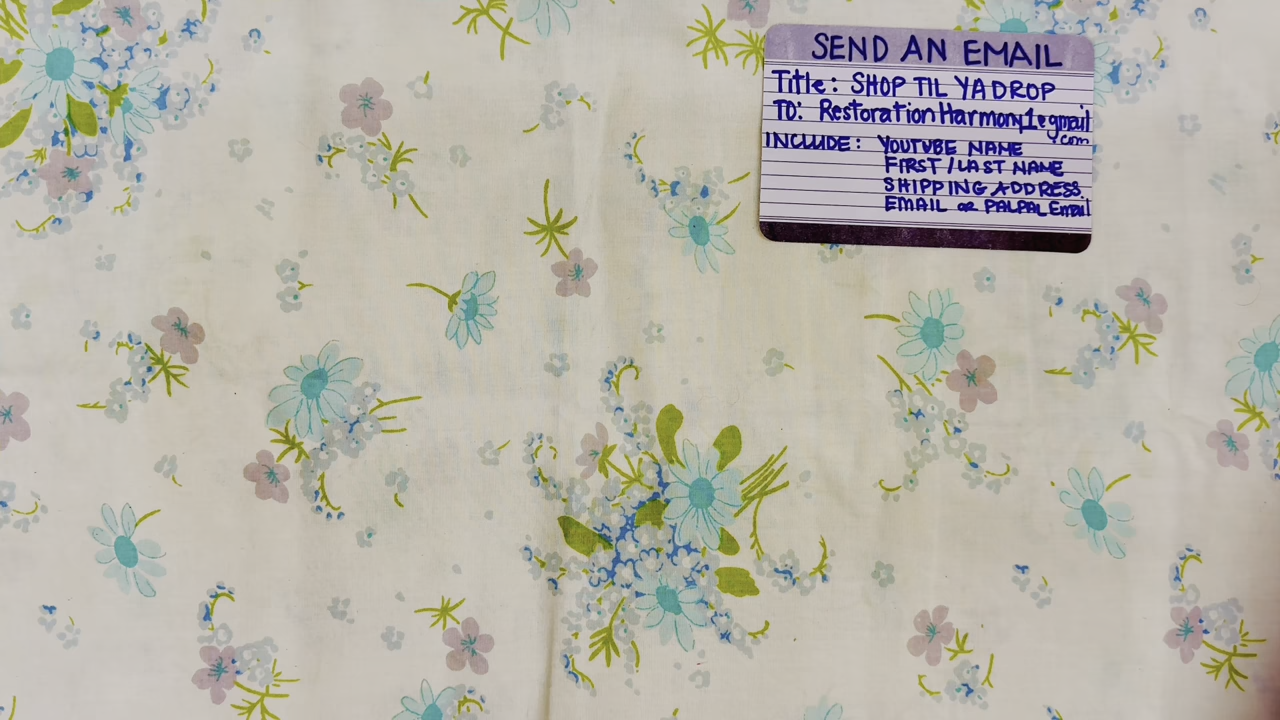 SEND AN EMAIL
Title: SHOP TIL YA DROP
TO: RestorationHarmony1@gmail
.com
INCLUDE: YOUTUBE NAME
FIRST/LAST NAME
SHIPPING ADDRESS
EMAIL or PALPAL Email